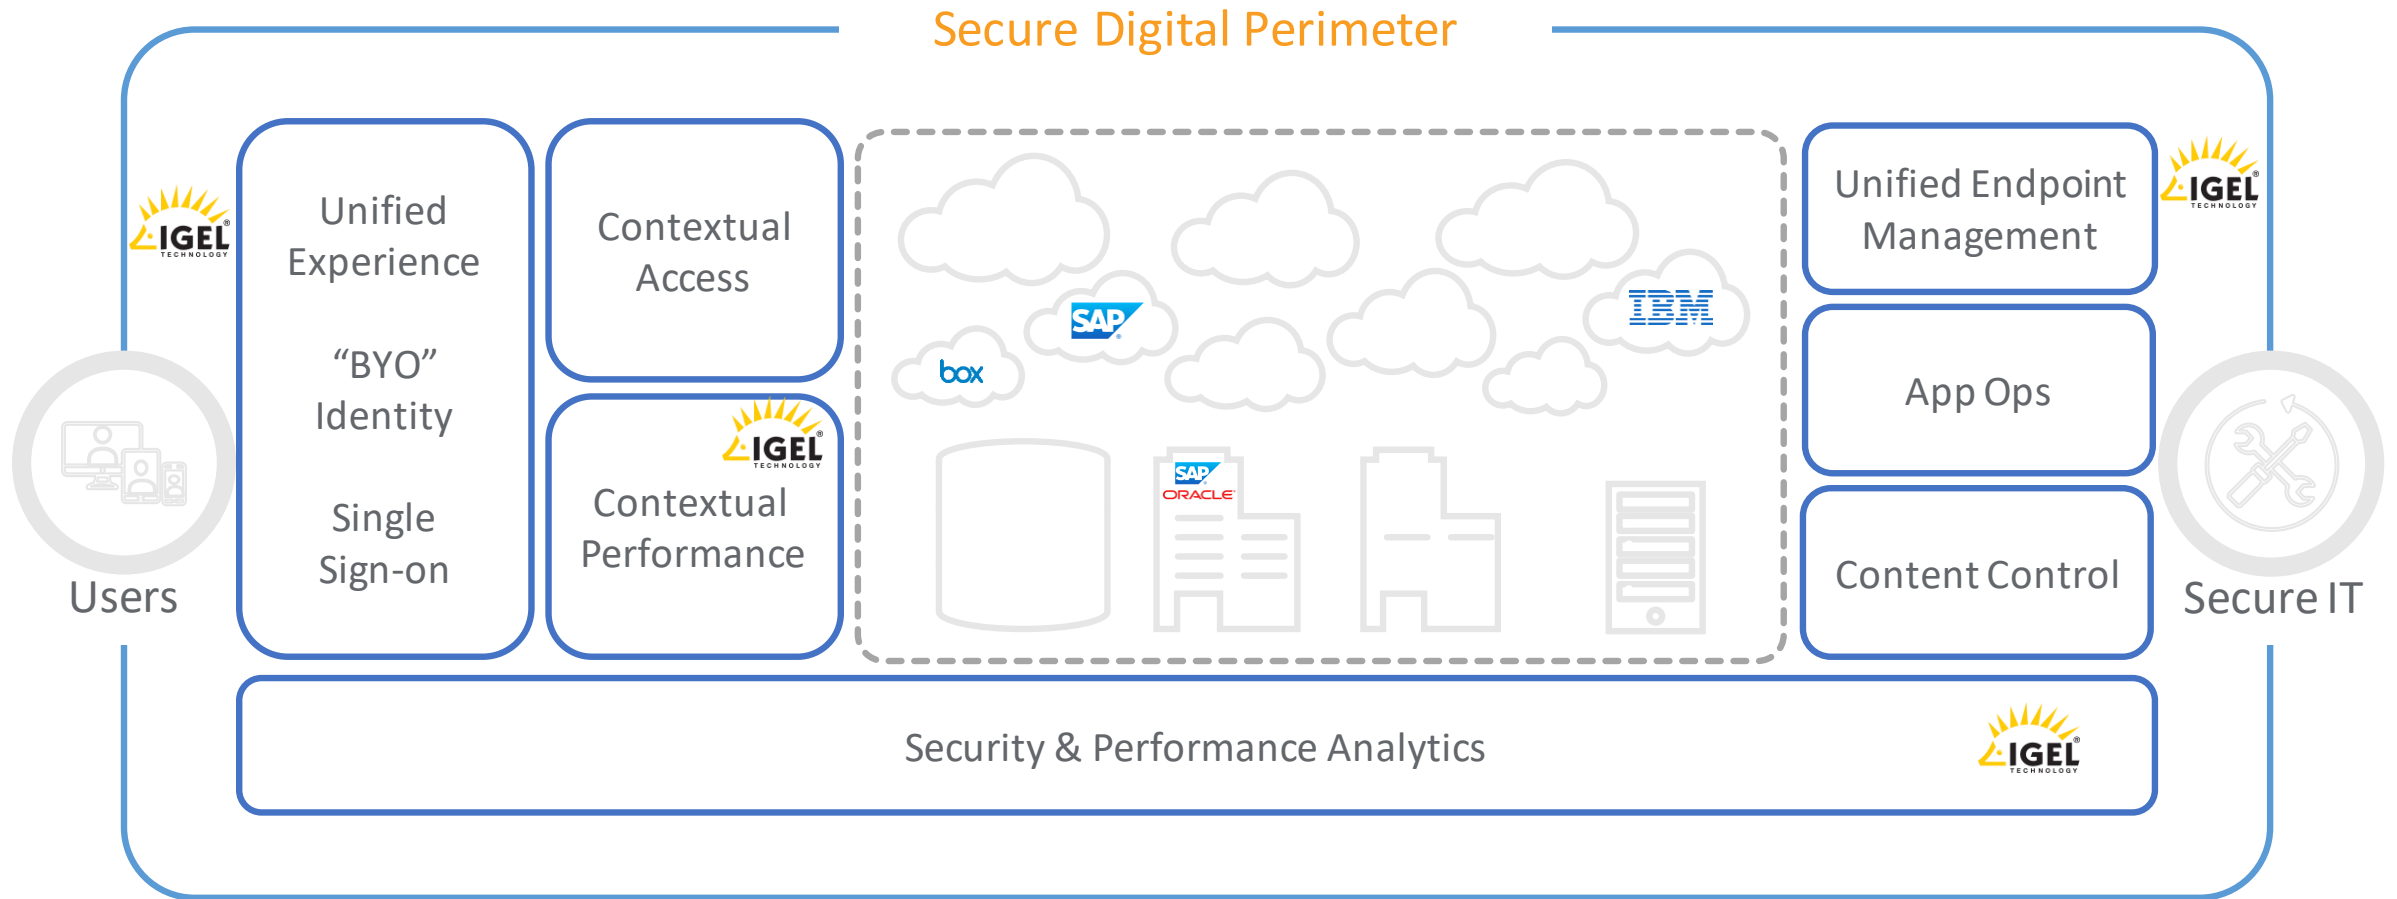 Secure Digital Perimeter
IGEL®
TECHNOLOGY
Unified
Experience
“BYO”
Identity
Single
Sign-on
Contextual
Access
IGEL®
TECHNOLOGY
Contextual
Performance
SAP®
box
IBM
SAP®
ORACLE®
Unified Endpoint
Management
IGEL®
TECHNOLOGY
App Ops
Content Control
Users
Secure IT
Security & Performance Analytics
IGEL®
TECHNOLOGY